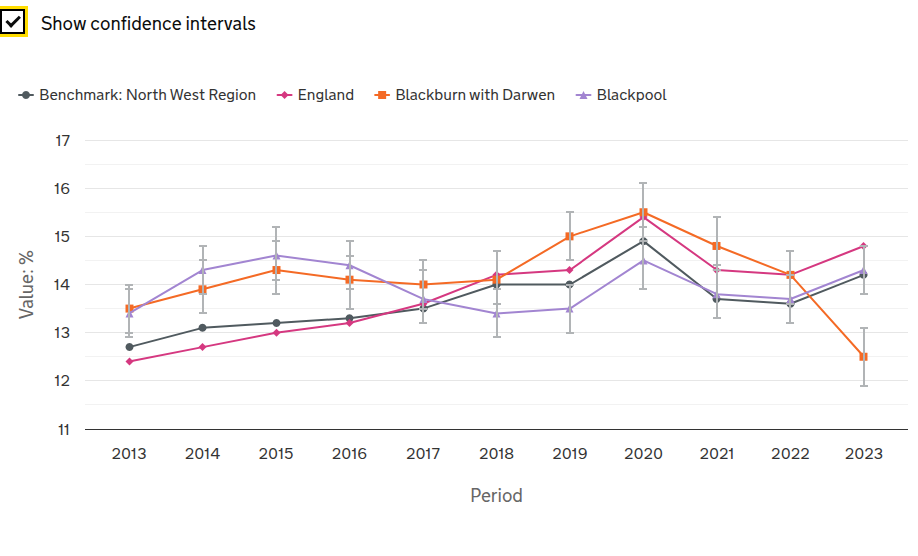 Show confidence intervals
Benchmark: North West Region England Blackburn with Darwen Blackpool
17
16
15
14
13
12
11
Value: %
2013 2014 2015 2016 2017 2018 2019 2020 2021 2022 2023
Period